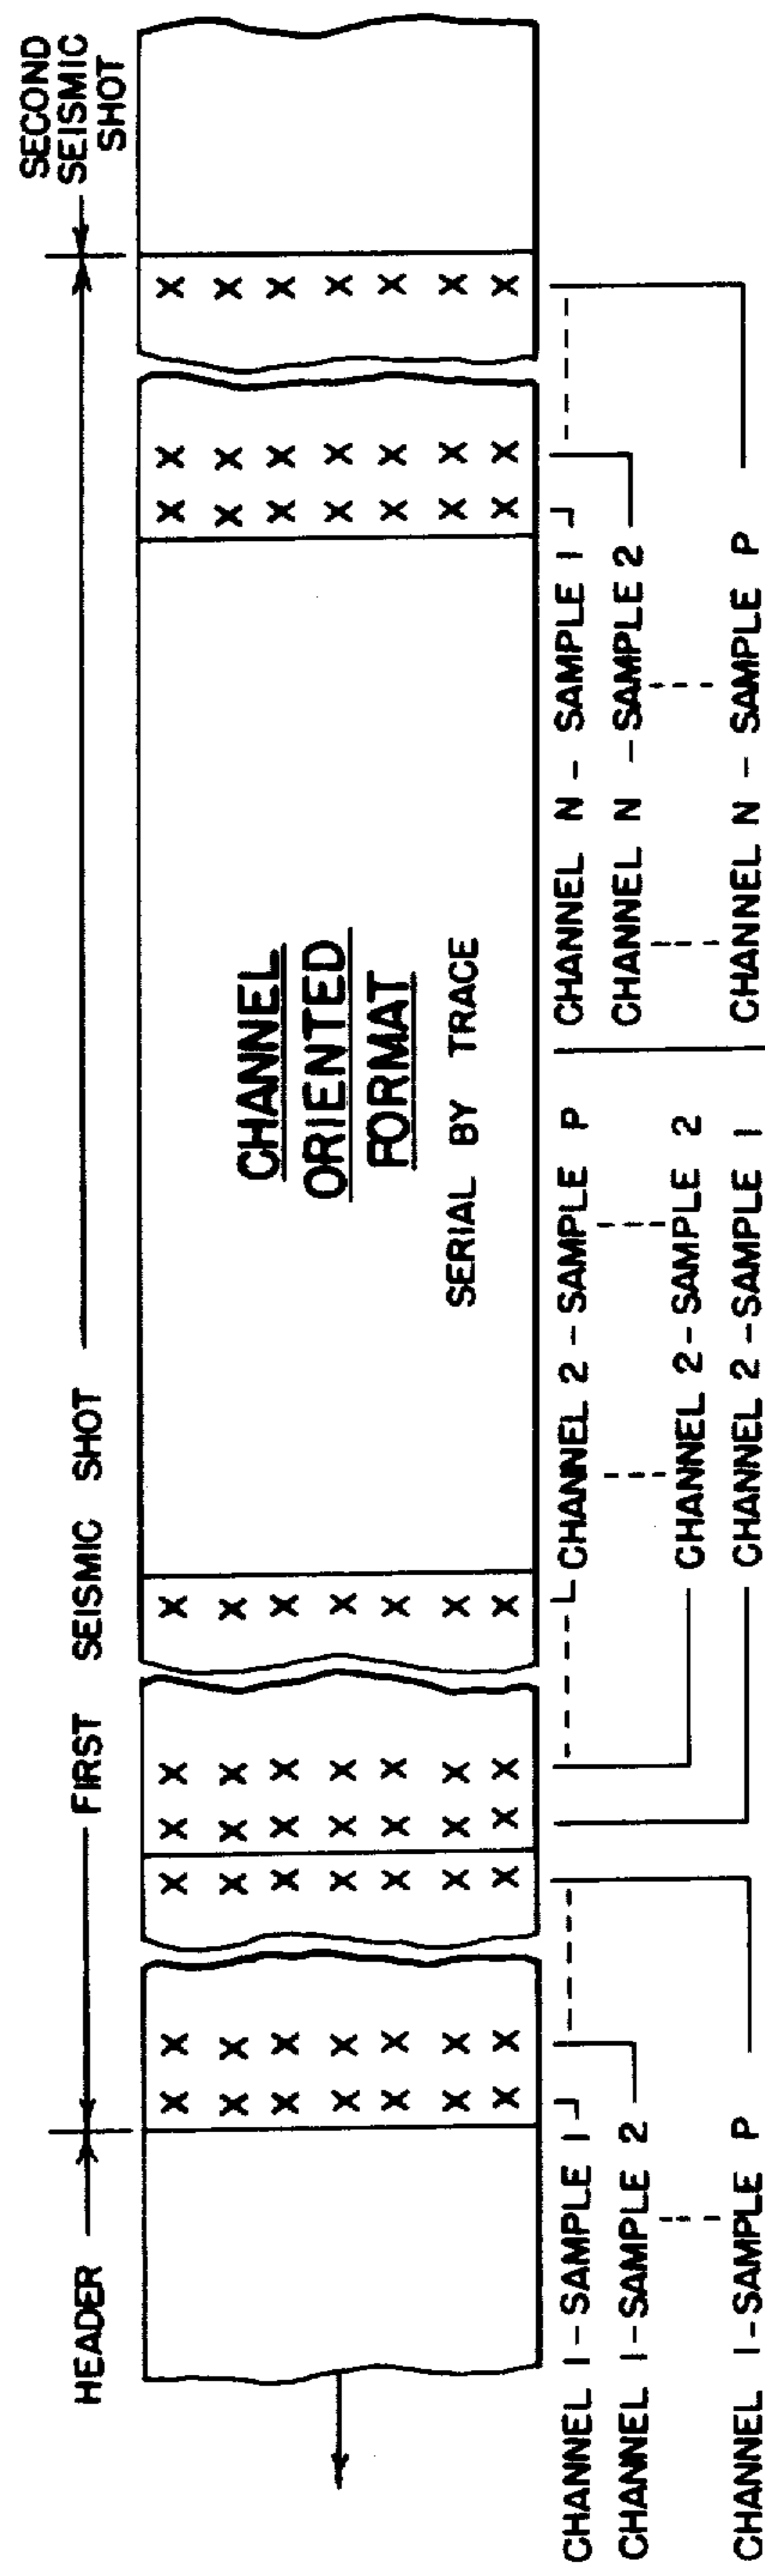 HEADER
FIRST SEISMIC SHOT
SECOND
SEISMIC
SHOT
X X X X X X X X X
X X X X X X X X X
X X X X X X X X X
X X X X X X X X X
X X X X X X X X X
X X X X X X X X X
X X X X X X X X X
CHANNEL
ORIENTED
FORMAT
SERIAL BY TRACE
CHANNEL 1-SAMPLE 1
CHANNEL 1-SAMPLE 2
CHANNEL 1-SAMPLE P
CHANNEL 2-SAMPLE P
CHANNEL 2-SAMPLE 2
CHANNEL 2-SAMPLE 1
CHANNEL N - SAMPLE 1
CHANNEL N - SAMPLE 2
CHANNEL N - SAMPLE P